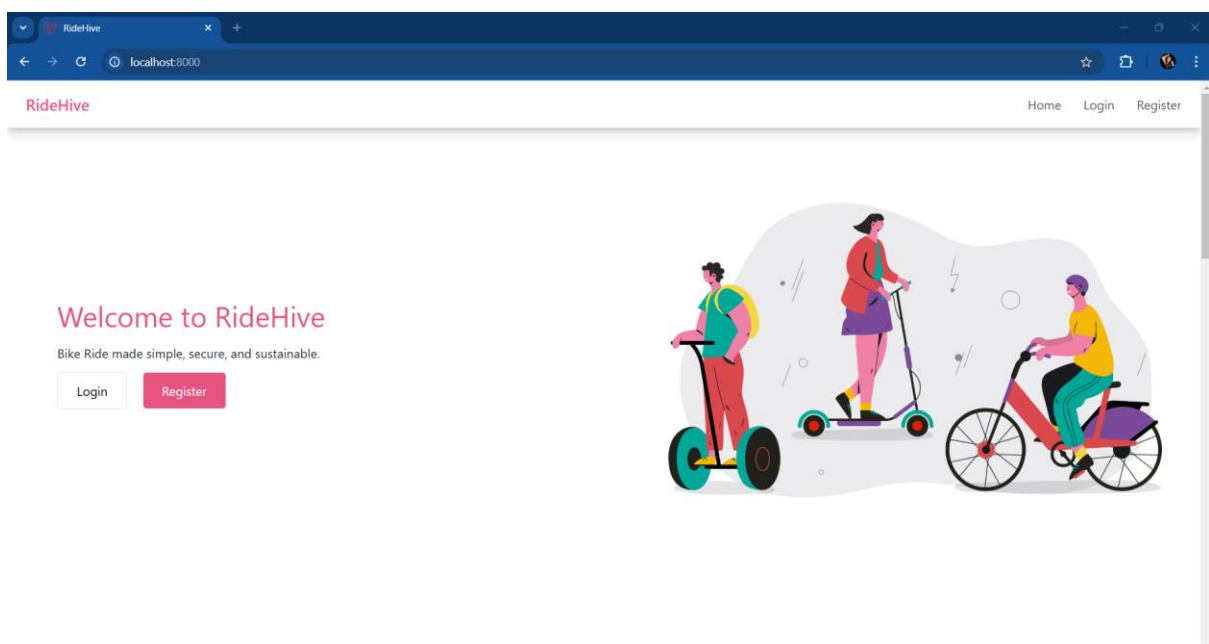 RideHive
localhost:8000
RideHive Home Login Register
Welcome to RideHive
Bike Ride made simple, secure, and sustainable.
Login Register